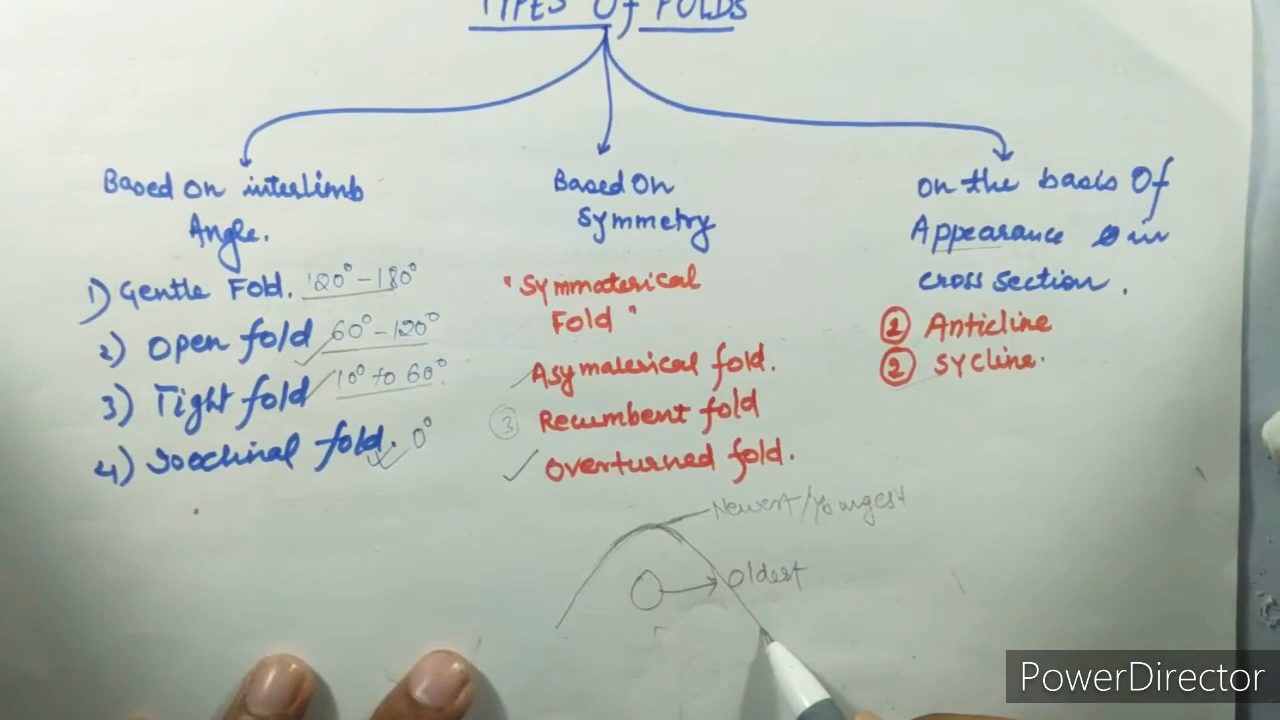 TYPES Of FOLDS
Based On interlimb
Angle.
1) Gentle Fold. 120° - 180°
2) Open fold 60° - 120°
3) Tight fold 10° to 60°
4) Isoclinal fold. 0°
Based On
Symmetry
"Symmaterical
Fold"
Asymaterical fold.
3 Recumbent fold
Overturned fold.
On the basis Of
Appearance in
cross section.
1 Anticline
2 Sycline.
Newest/Youngest
Oldest
PowerDirector